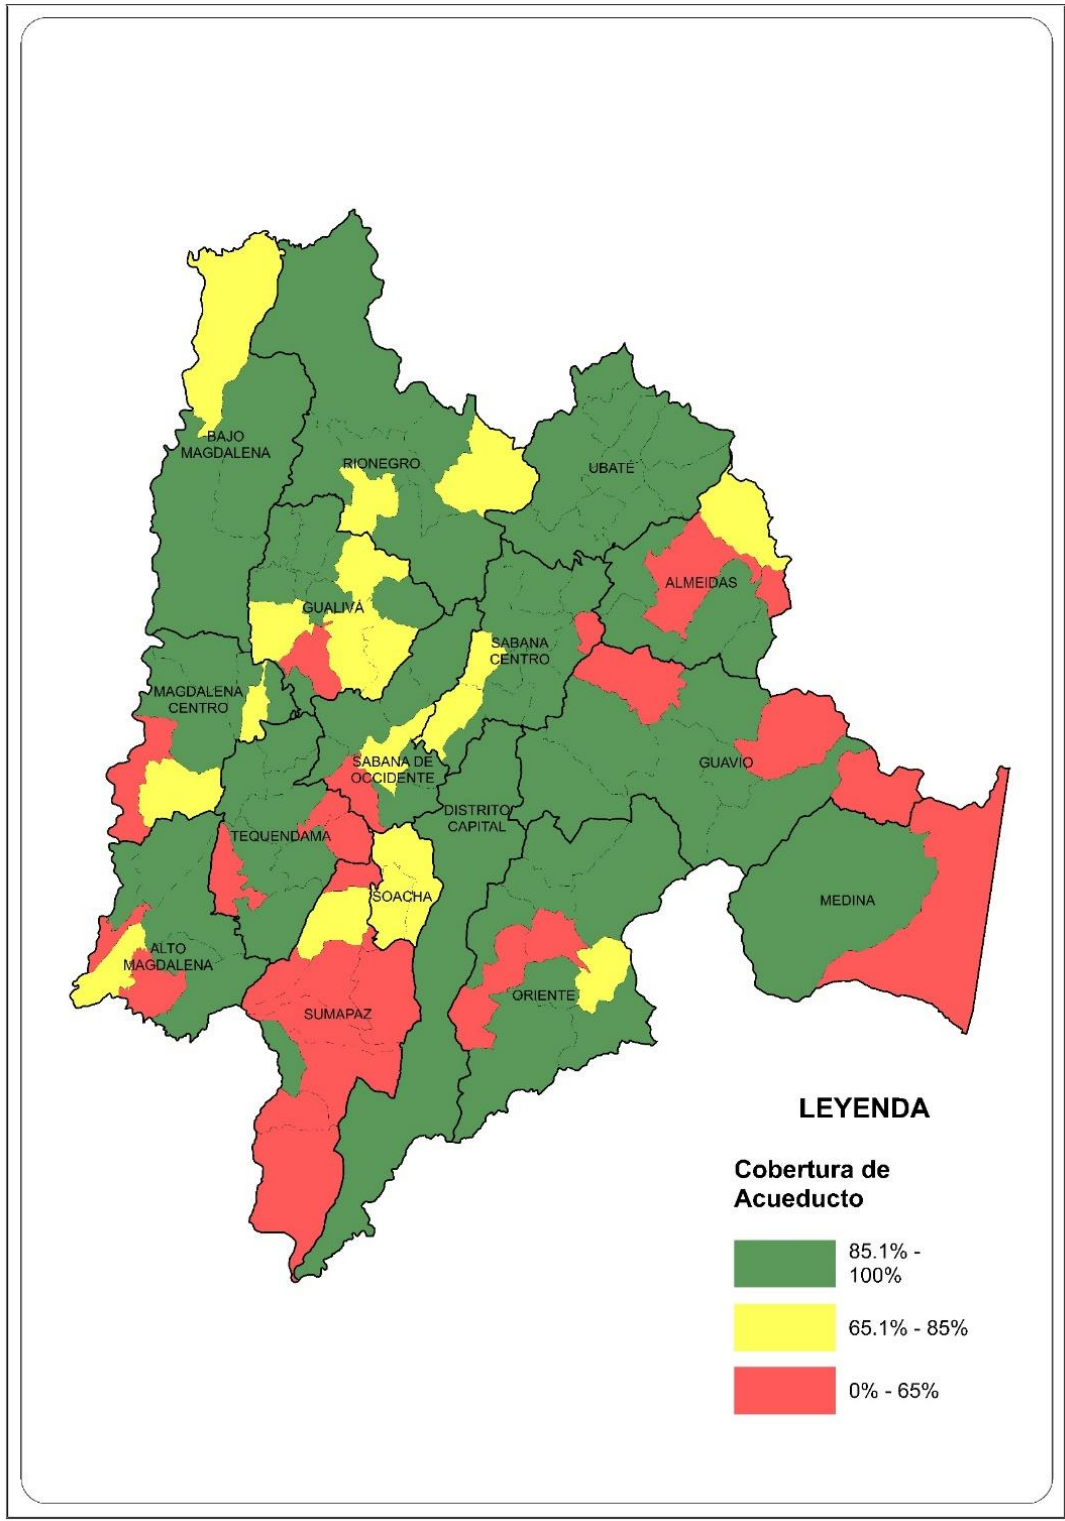 BAJO
MAGDALENA
RIONEGRO
UBATÉ
ALMEIDAS
GUALIVÁ
SABANA
CENTRO
MAGDALENA
CENTRO
SABANA DE
OCCIDENTE
GUAVIO
DISTRITO
CAPITAL
TEQUENDAMA
SOACHA
MEDINA
ALTO
MAGDALENA
ORIENTE
SUMAPAZ
LEYENDA
Cobertura de
Acueducto
85.1% -
100%
65.1% - 85%
0% - 65%